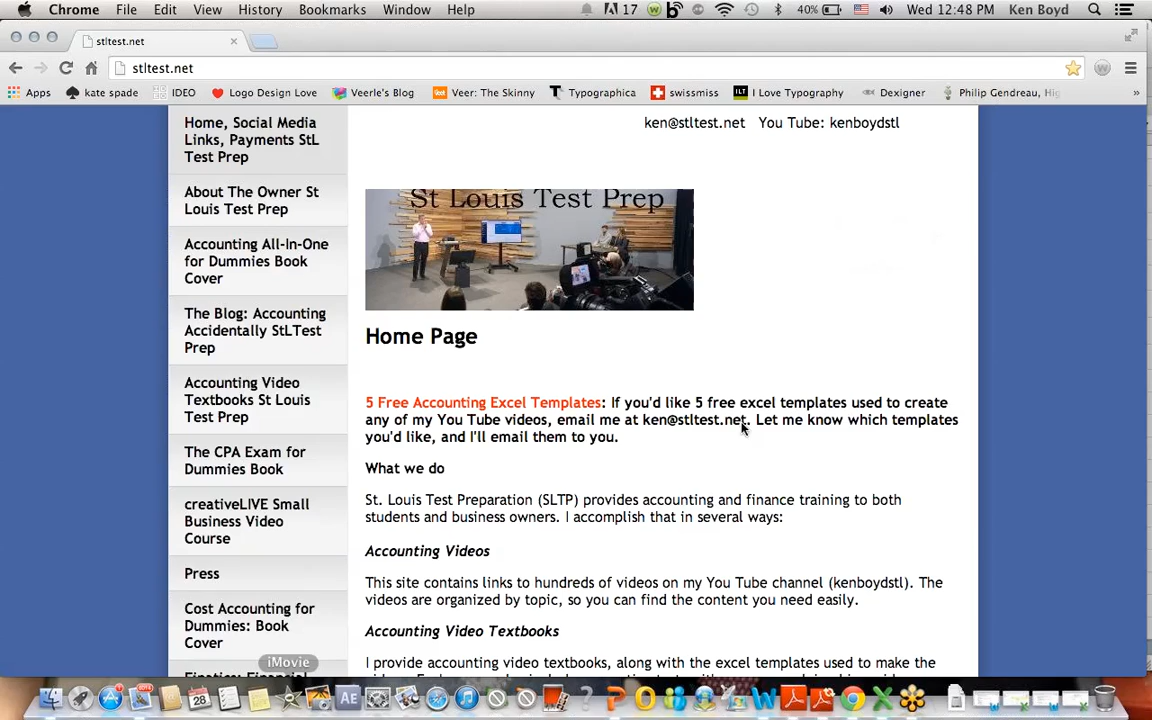 Chrome File Edit View History Bookmarks Window Help 17 40% Wed 12:48 PM Ken Boyd
stltest.net
stltest.net
Apps kate spade IDEO Logo Design Love Veerle's Blog Veer: The Skinny Typographica swissmiss I Love Typography Dexigner Philip Gendreau, Hig »
Home, Social Media
Links, Payments StL
Test Prep
About The Owner St
Louis Test Prep
Accounting All-In-One
for Dummies Book
Cover
The Blog: Accounting
Accidentally StLTest
Prep
Accounting Video
Textbooks St Louis
Test Prep
The CPA Exam for
Dummies Book
creativeLIVE Small
Business Video
Course
Press
Cost Accounting for
Dummies: Book
Cover
ken@stltest.net You Tube: kenboydstl
St Louis Test Prep
Home Page
5 Free Accounting Excel Templates: If you'd like 5 free excel templates used to create
any of my You Tube videos, email me at ken@stltest.net. Let me know which templates
you'd like, and I'll email them to you.
What we do
St. Louis Test Preparation (SLTP) provides accounting and finance training to both
students and business owners. I accomplish that in several ways:
Accounting Videos
This site contains links to hundreds of videos on my You Tube channel (kenboydstl). The
videos are organized by topic, so you can find the content you need easily.
Accounting Video Textbooks
I provide accounting video textbooks, along with the excel templates used to make the
iMovie
28
AE